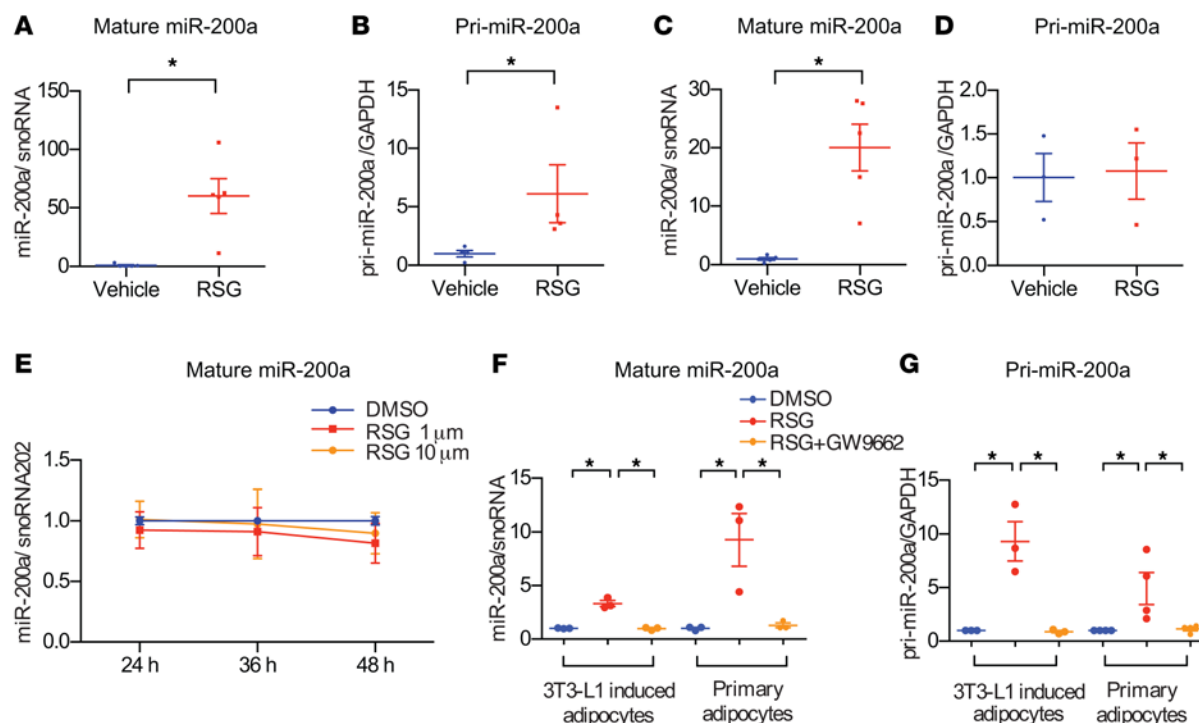 A Mature miR-200a
*
miR-200a/ snoRNA
150
100
50
0
Vehicle RSG
B Pri-miR-200a
*
pri-miR-200a /GAPDH
15
10
5
0
Vehicle RSG
C Mature miR-200a
*
miR-200a/ snoRNA
30
20
10
0
Vehicle RSG
D Pri-miR-200a
pri-miR-200a /GAPDH
2.0
1.5
1.0
0.5
0.0
Vehicle RSG
E Mature miR-200a
DMSO
RSG 1 μm
RSG 10 μm
miR-200a/ snoRNA202
1.5
1.0
0.5
0.0
24 h 36 h 48 h
F Mature miR-200a
DMSO
RSG
RSG+GW9662
* * * *
miR-200a/snoRNA
15
10
5
0
3T3-L1 induced
adipocytes
Primary
adipocytes
G Pri-miR-200a
* * * *
pri-miR-200a/GAPDH
15
10
5
0
3T3-L1 induced
adipocytes
Primary
adipocytes